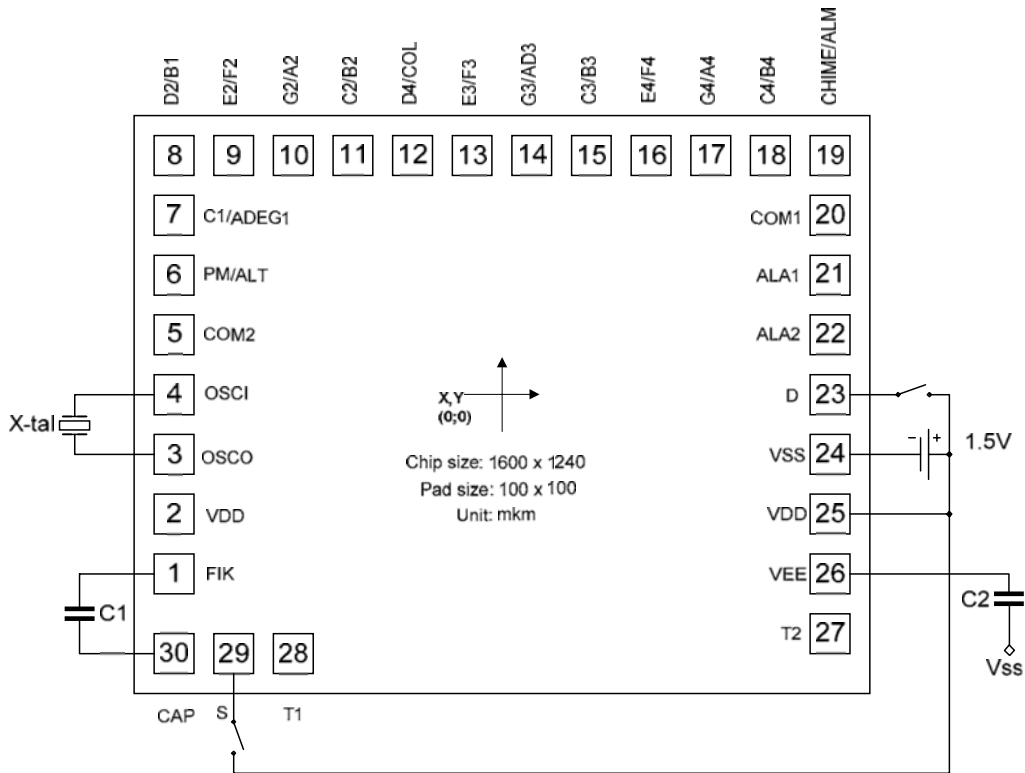 D2/B1
E2/F2
G2/A2
C2/B2
D4/COL
E3/F3
G3/AD3
C3/B3
E4/F4
G4/A4
C4/B4
CHIME/ALM
8 9 10 11 12 13 14 15 16 17 18 19
7 C1/ADEG1
COM1 20
6 PM/ALT
ALA1 21
5 COM2
ALA2 22
4 OSCI
X,Y
(0;0)
D 23
X-tal
3 OSCO
Chip size: 1600 x 1240
Pad size: 100 x 100
Unit: mkm
VSS 24
- +
1.5V
2 VDD
VDD 25
1 FIK
VEE 26
C1
C2
30 29 28
T2 27
Vss
CAP S T1